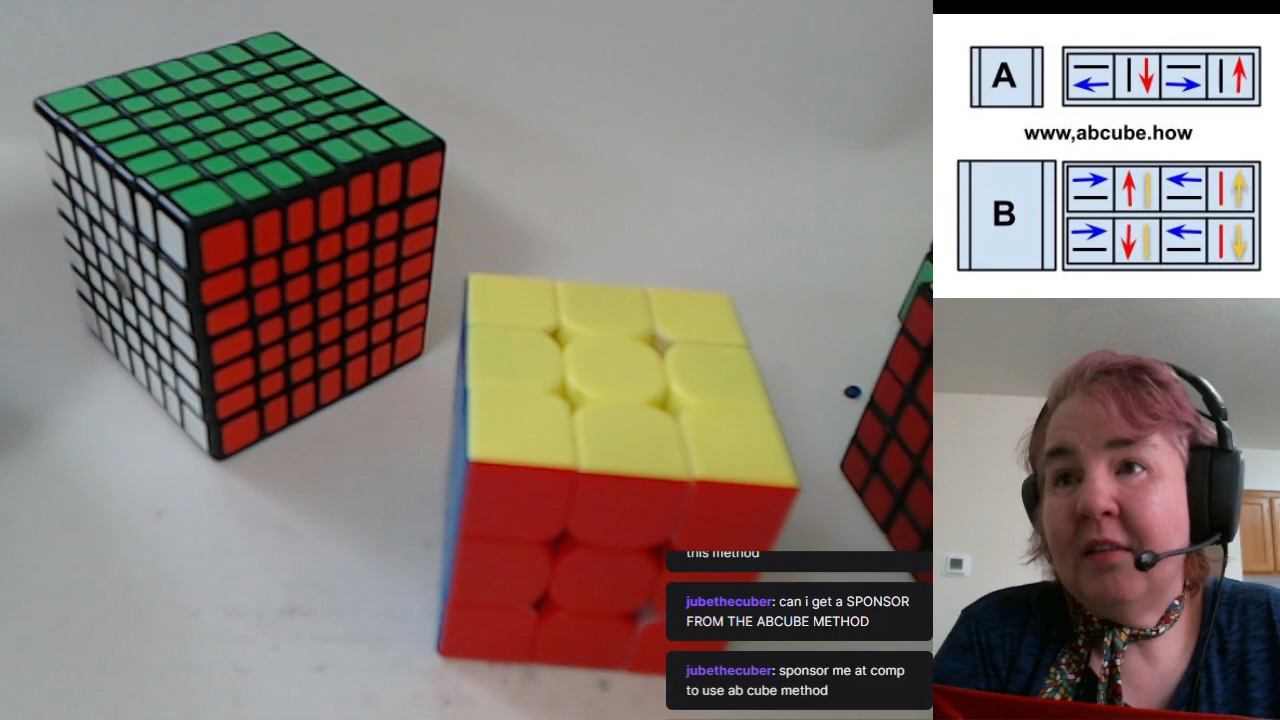 A
www,abcube.how
B
this method
jubethecuber: can i get a SPONSOR
FROM THE ABCUBE METHOD
jubethecuber: sponsor me at comp
to use ab cube method